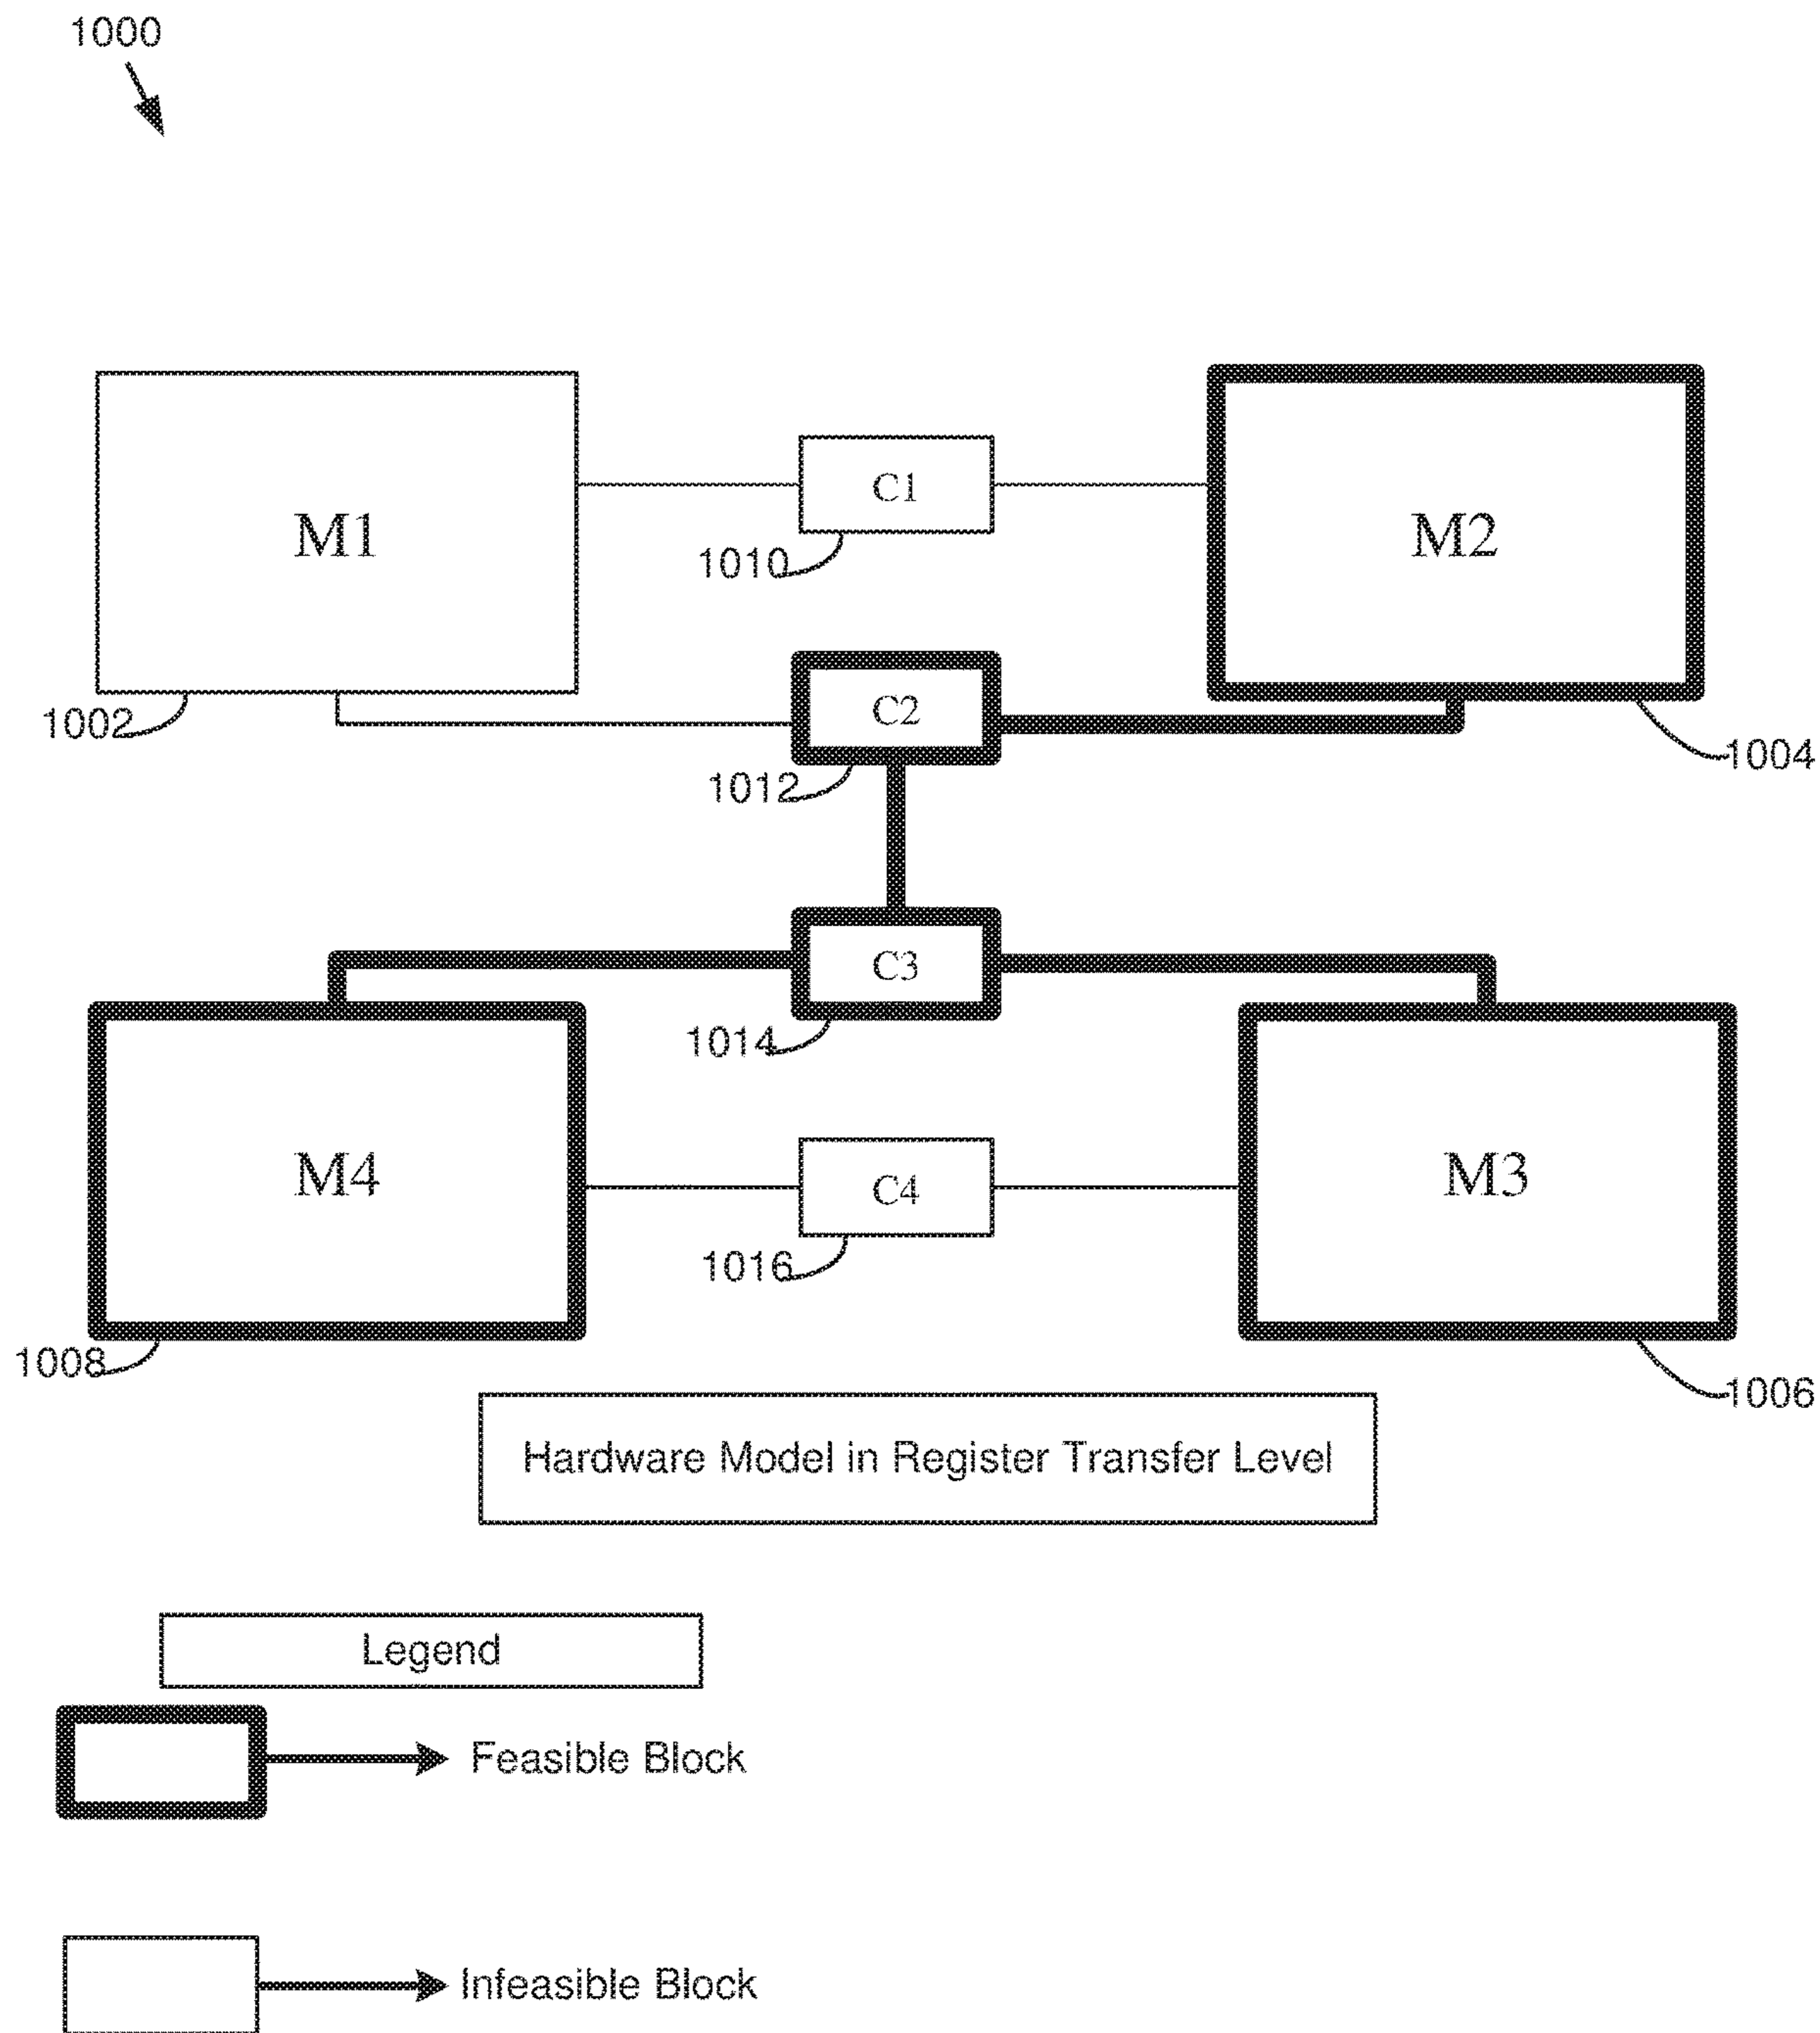 1000
M1
C1
M2
1010
1002
C2
1004
1012
C3
1014
M4
C4
M3
1016
1008
1006
Hardware Model in Register Transfer Level
Legend
Feasible Block
Infeasible Block